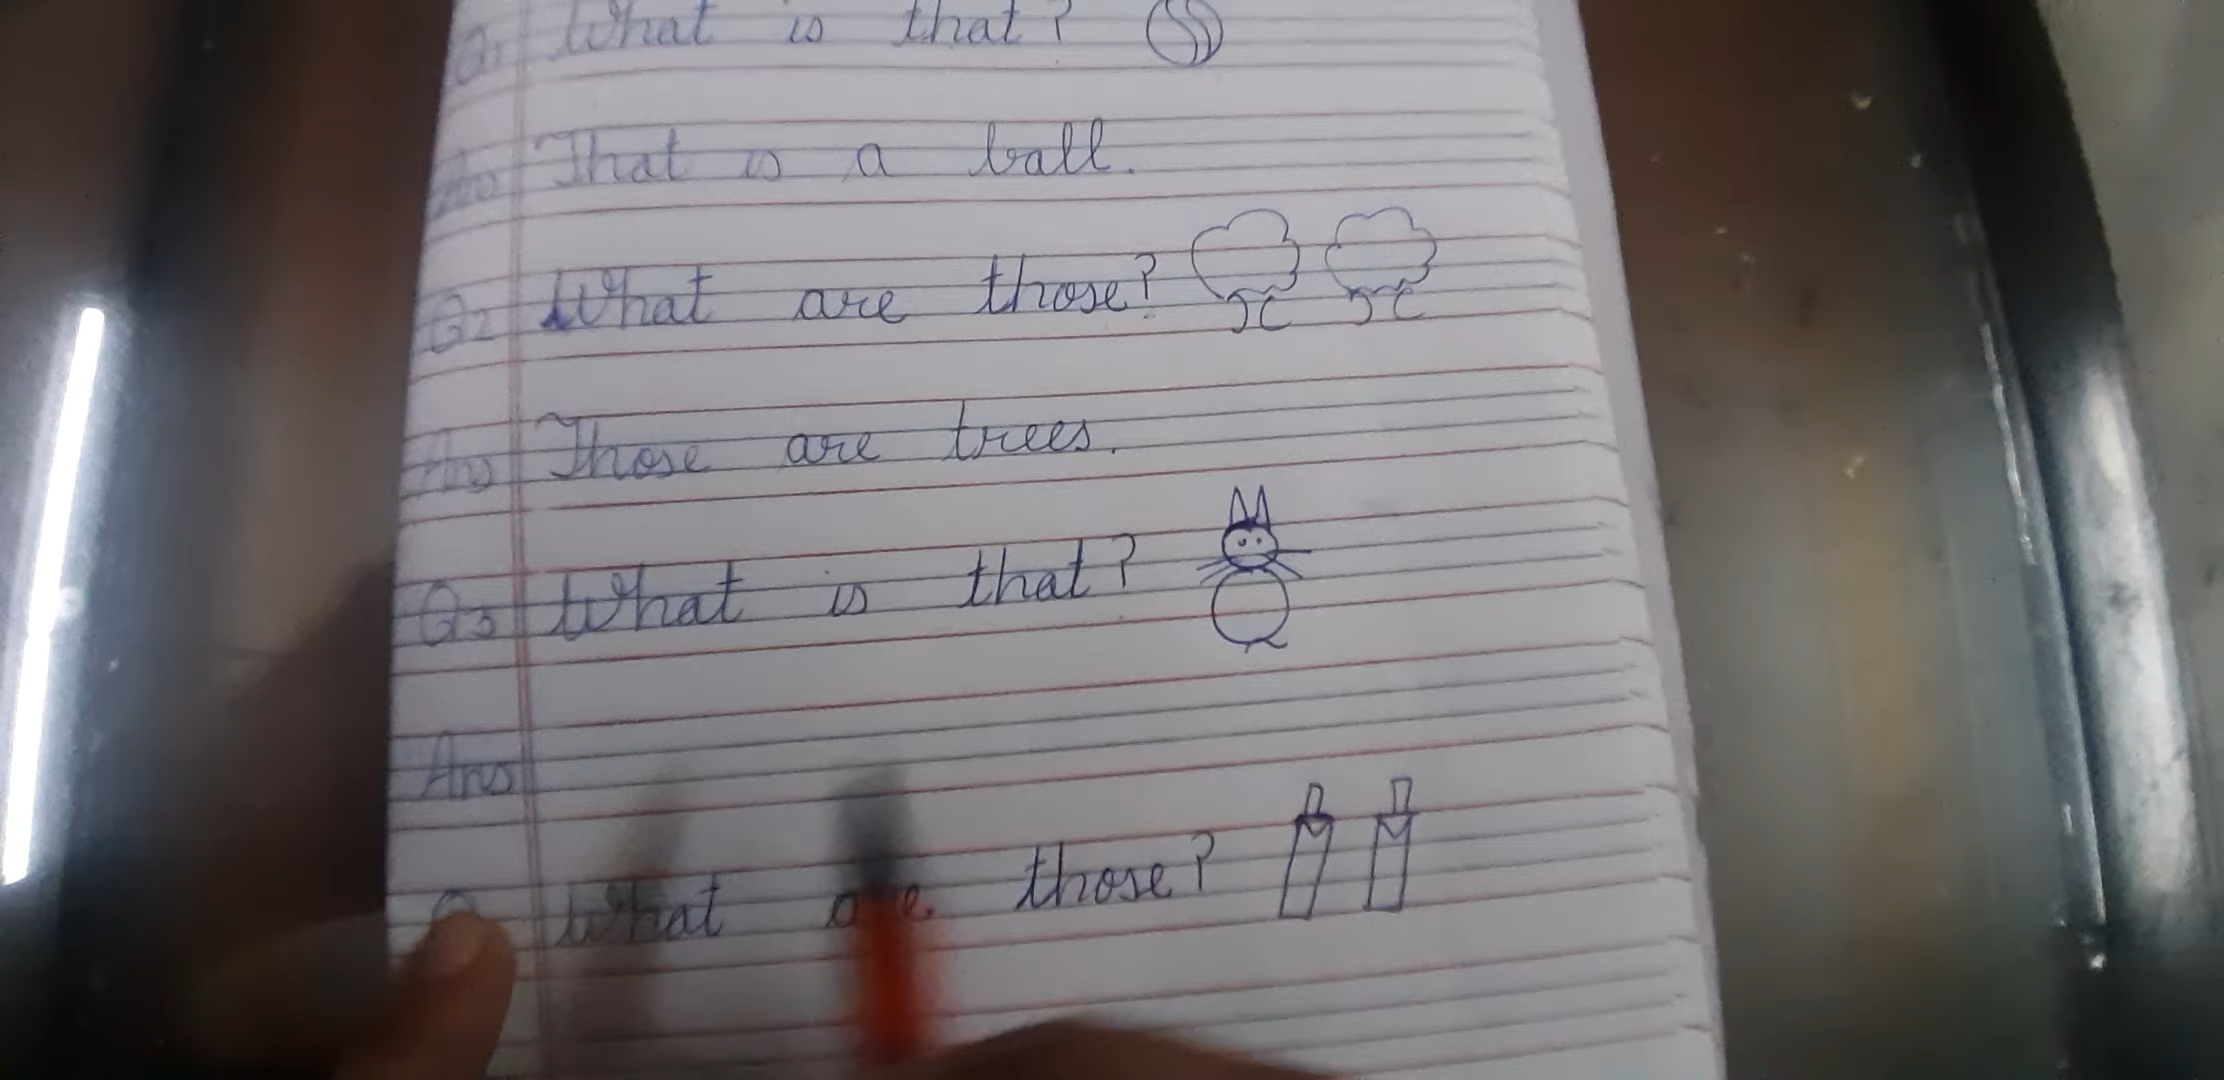 Q1 What is that?
Ans That is a ball.
Q2 What are those?
Ans Those are trees.
Q3 What is that?
Ans
What are those?